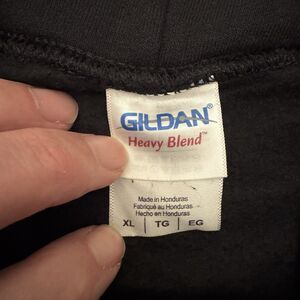 GILDAN®
Heavy Blend™
Made in Honduras
Fabriqué au Honduras
Hecho en Honduras
XL | TG | EG